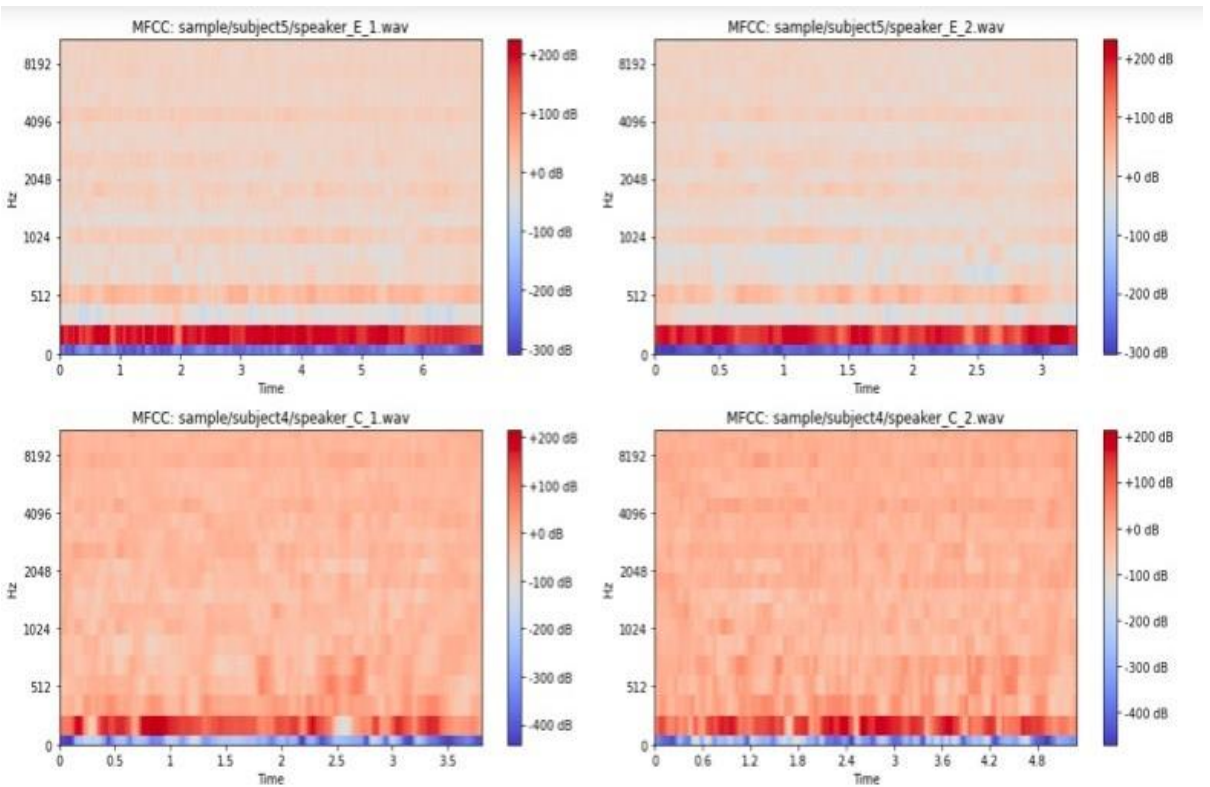 MFCC: sample/subject5/speaker_E_1.wav
Hz
8192
4096
2048
1024
512
0
0 1 2 3 4 5 6
Time
+200 dB
+100 dB
+0 dB
-100 dB
-200 dB
-300 dB
MFCC: sample/subject5/speaker_E_2.wav
Hz
8192
4096
2048
1024
512
0
0 0.5 1 1.5 2 2.5 3
Time
+200 dB
+100 dB
+0 dB
-100 dB
-200 dB
-300 dB
MFCC: sample/subject4/speaker_C_1.wav
Hz
8192
4096
2048
1024
512
0
0 0.5 1 1.5 2 2.5 3 3.5
Time
+200 dB
+100 dB
+0 dB
-100 dB
-200 dB
-300 dB
-400 dB
MFCC: sample/subject4/speaker_C_2.wav
Hz
8192
4096
2048
1024
512
0
0 0.6 1.2 1.8 2.4 3 3.6 4.2 4.8
Time
+200 dB
+100 dB
+0 dB
-100 dB
-200 dB
-300 dB
-400 dB